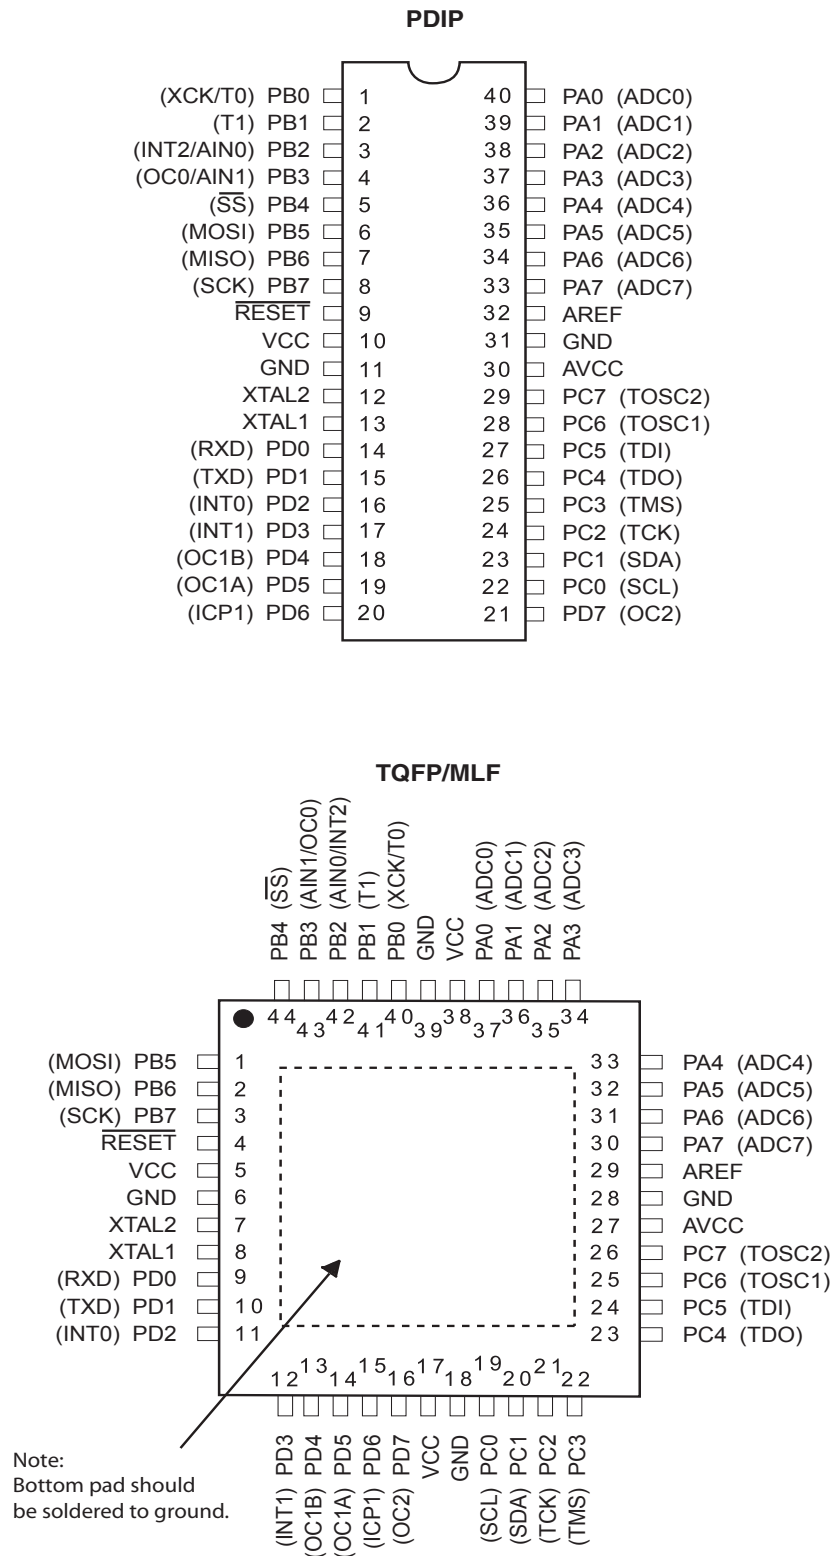 PDIP
(XCK/T0) PB0 1 40 PA0 (ADC0)
(T1) PB1 2 39 PA1 (ADC1)
(INT2/AIN0) PB2 3 38 PA2 (ADC2)
(OC0/AIN1) PB3 4 37 PA3 (ADC3)
(S̅S̅) PB4 5 36 PA4 (ADC4)
(MOSI) PB5 6 35 PA5 (ADC5)
(MISO) PB6 7 34 PA6 (ADC6)
(SCK) PB7 8 33 PA7 (ADC7)
R̅E̅S̅E̅T̅ 9 32 AREF
VCC 10 31 GND
GND 11 30 AVCC
XTAL2 12 29 PC7 (TOSC2)
XTAL1 13 28 PC6 (TOSC1)
(RXD) PD0 14 27 PC5 (TDI)
(TXD) PD1 15 26 PC4 (TDO)
(INT0) PD2 16 25 PC3 (TMS)
(INT1) PD3 17 24 PC2 (TCK)
(OC1B) PD4 18 23 PC1 (SDA)
(OC1A) PD5 19 22 PC0 (SCL)
(ICP1) PD6 20 21 PD7 (OC2)
TQFP/MLF
PB4 (S̅S̅)
PB3 (AIN1/OC0)
PB2 (AIN0/INT2)
PB1 (T1)
PB0 (XCK/T0)
GND
VCC
PA0 (ADC0)
PA1 (ADC1)
PA2 (ADC2)
PA3 (ADC3)
44 43 42 41 40 39 38 37 36 35 34
(MOSI) PB5 1 33 PA4 (ADC4)
(MISO) PB6 2 32 PA5 (ADC5)
(SCK) PB7 3 31 PA6 (ADC6)
R̅E̅S̅E̅T̅ 4 30 PA7 (ADC7)
VCC 5 29 AREF
GND 6 28 GND
XTAL2 7 27 AVCC
XTAL1 8 26 PC7 (TOSC2)
(RXD) PD0 9 25 PC6 (TOSC1)
(TXD) PD1 10 24 PC5 (TDI)
(INT0) PD2 11 23 PC4 (TDO)
12 13 14 15 16 17 18 19 20 21 22
(INT1) PD3
(OC1B) PD4
(OC1A) PD5
(ICP1) PD6
(OC2) PD7
VCC
GND
(SCL) PC0
(SDA) PC1
(TCK) PC2
(TMS) PC3
Note:
Bottom pad should
be soldered to ground.